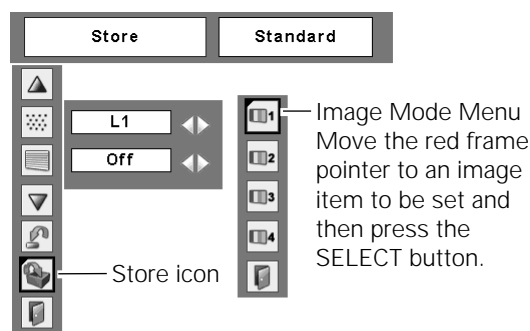 Store
Standard
L1
Off
1
2
3
4
Image Mode Menu
Move the red frame
pointer to an image
item to be set and
then press the
SELECT button.
Store icon